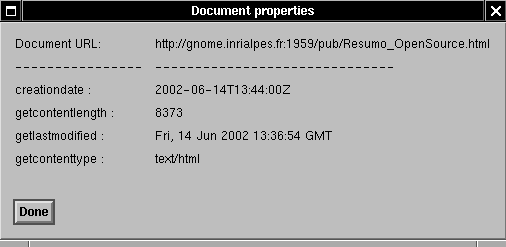 Document properties
Document URL: http://gnome.inrialpes.fr:1959/pub/Resumo_OpenSource.html
---------------- ------------------------------
creationdate : 2002-06-14T13:44:00Z
getcontentlength : 8373
getlastmodified : Fri, 14 Jun 2002 13:36:54 GMT
getcontenttype : text/html
Done